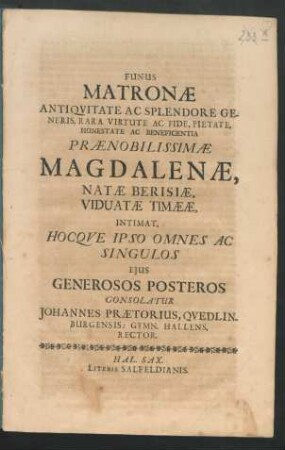 FUNUS
MATRONÆ
ANTIQVITATE AC SPLENDORE GE-
NERIS, RARA VIRTUTE AC FIDE, PIETATE,
HONESTATE AC BENEFICENTIA
PRÆNOBILISSIMÆ
MAGDALENÆ,
NATÆ BERISIÆ,
VIDUATÆ TIMÆÆ,
INTIMAT,
HOCQVE IPSO OMNES AC
SINGULOS
EJUS
GENEROSOS POSTEROS
CONSOLATUR
JOHANNES PRÆTORIUS, QVEDLIN.
BURGENSIS: GYMN. HALLENS.
RECTOR.
HAL. SAX.
LITERIS SALFELDIANIS.